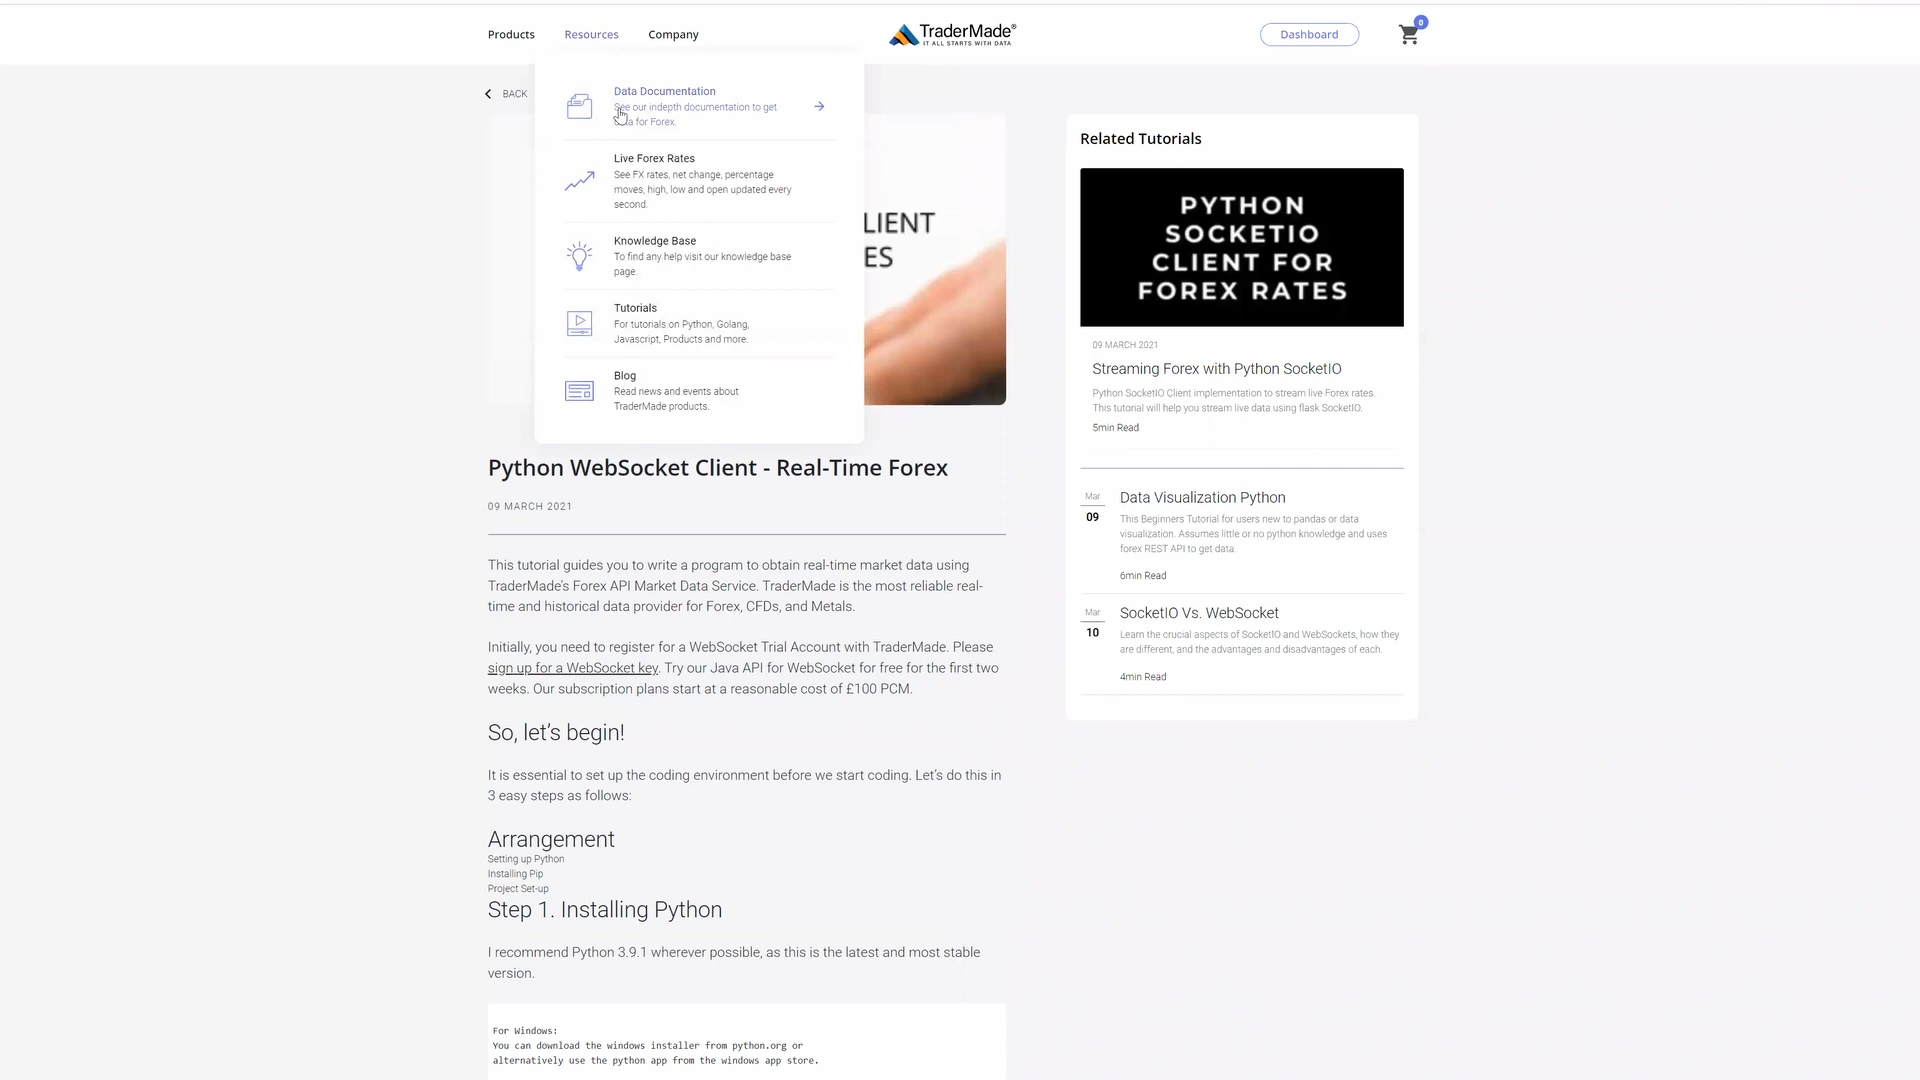 Products
Resources
Company
TraderMade®
IT ALL STARTS WITH DATA
Dashboard
0
BACK
Data Documentation
See our indepth documentation to get
data for Forex.
Live Forex Rates
See FX rates, net change, percentage
moves, high, low and open updated every
second.
Knowledge Base
To find any help visit our knowledge base
page.
Tutorials
For tutorials on Python, Golang,
Javascript, Products and more.
Blog
Read news and events about
TraderMade products.
LIENT
ES
Python WebSocket Client - Real-Time Forex
09 MARCH 2021
This tutorial guides you to write a program to obtain real-time market data using
TraderMade's Forex API Market Data Service. TraderMade is the most reliable real-
time and historical data provider for Forex, CFDs, and Metals.
Initially, you need to register for a WebSocket Trial Account with TraderMade. Please
sign up for a WebSocket key. Try our Java API for WebSocket for free for the first two
weeks. Our subscription plans start at a reasonable cost of £100 PCM.
So, let's begin!
It is essential to set up the coding environment before we start coding. Let's do this in
3 easy steps as follows:
Arrangement
Setting up Python
Installing Pip
Project Set-up
Step 1. Installing Python
I recommend Python 3.9.1 wherever possible, as this is the latest and most stable
version.
For Windows:
You can download the windows installer from python.org or
alternatively use the python app from the windows app store.
Related Tutorials
PYTHON
SOCKETIO
CLIENT FOR
FOREX RATES
09 MARCH 2021
Streaming Forex with Python SocketIO
Python SocketIO Client implementation to stream live Forex rates.
This tutorial will help you stream live data using flask SocketIO.
5min Read
Mar
09
Data Visualization Python
This Beginners Tutorial for users new to pandas or data
visualization. Assumes little or no python knowledge and uses
forex REST API to get data.
6min Read
Mar
10
SocketIO Vs. WebSocket
Learn the crucial aspects of SocketIO and WebSockets, how they
are different, and the advantages and disadvantages of each.
4min Read